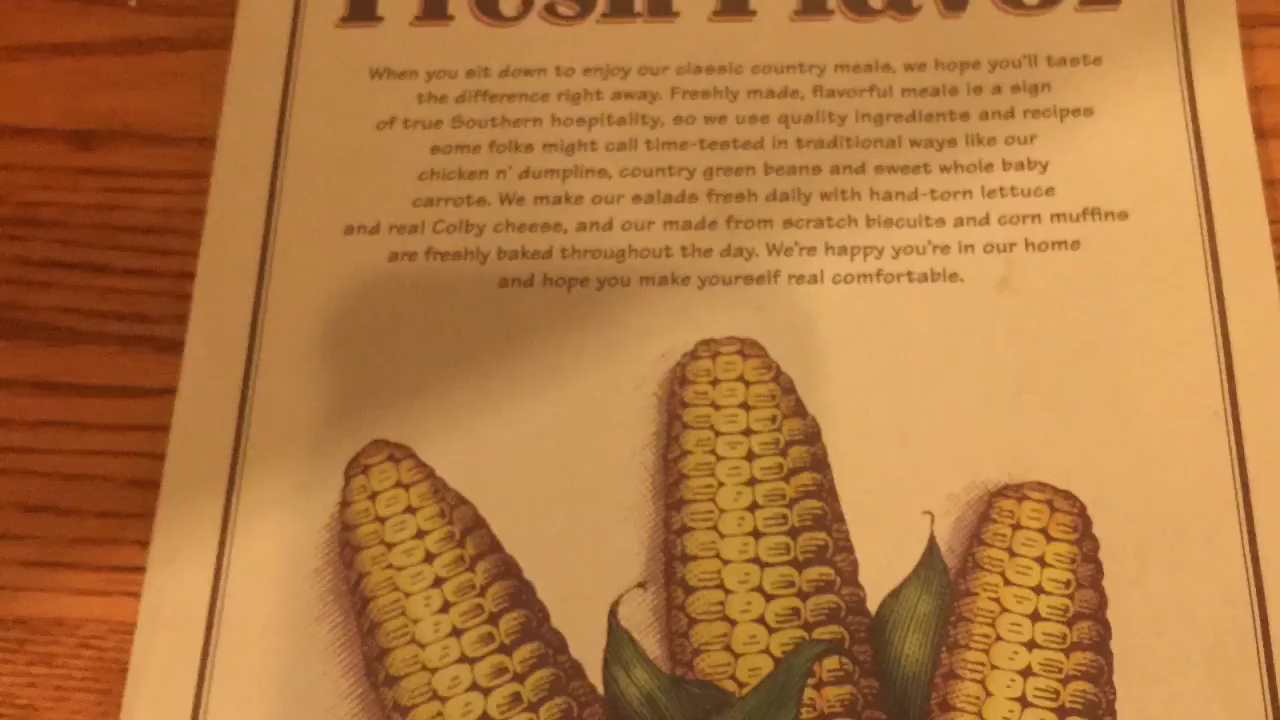 Fresh Flavor
When you sit down to enjoy our classic country meals, we hope you'll taste
the difference right away. Freshly made, flavorful meals is a sign
of true Southern hospitality, so we use quality ingredients and recipes
some folks might call time-tested in traditional ways like our
chicken n' dumplins, country green beans and sweet whole baby
carrots. We make our salads fresh daily with hand-torn lettuce
and real Colby cheese, and our made from scratch biscuits and corn muffins
are freshly baked throughout the day. We're happy you're in our home
and hope you make yourself real comfortable.